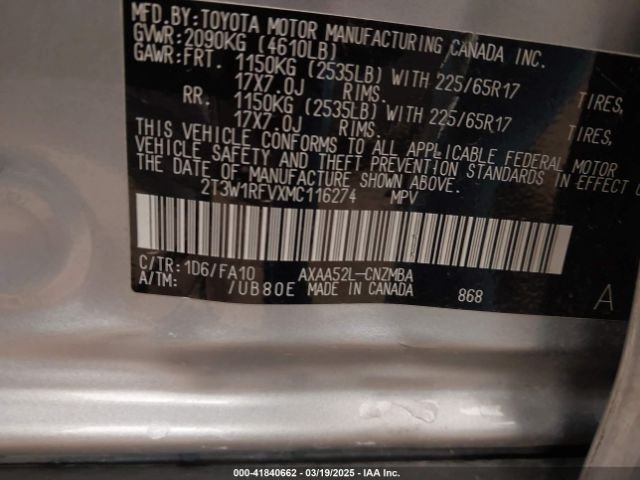 MFD.BY: TOYOTA MOTOR MANUFACTURING CANADA INC.
GVWR: 2090KG (4610LB)
GAWR: FRT. 1150KG (2535LB) WITH 225/65R17 TIRES,
17X7.0J RIMS.
RR. 1150KG (2535LB) WITH 225/65R17 TIRES,
17X7.0J RIMS.
THIS VEHICLE CONFORMS TO ALL APPLICABLE FEDERAL MOTOR
VEHICLE SAFETY AND THEFT PREVENTION STANDARDS IN EFFECT
THE DATE OF MANUFACTURE SHOWN ABOVE.
2T3W1RFVXMC116274 MPV
C/TR: 1D6/FA10 AXAA52L-CNZMBA
A/TM: /UB80E MADE IN CANADA 868 A
000-41840662 — 03/19/2025 — IAA Inc.